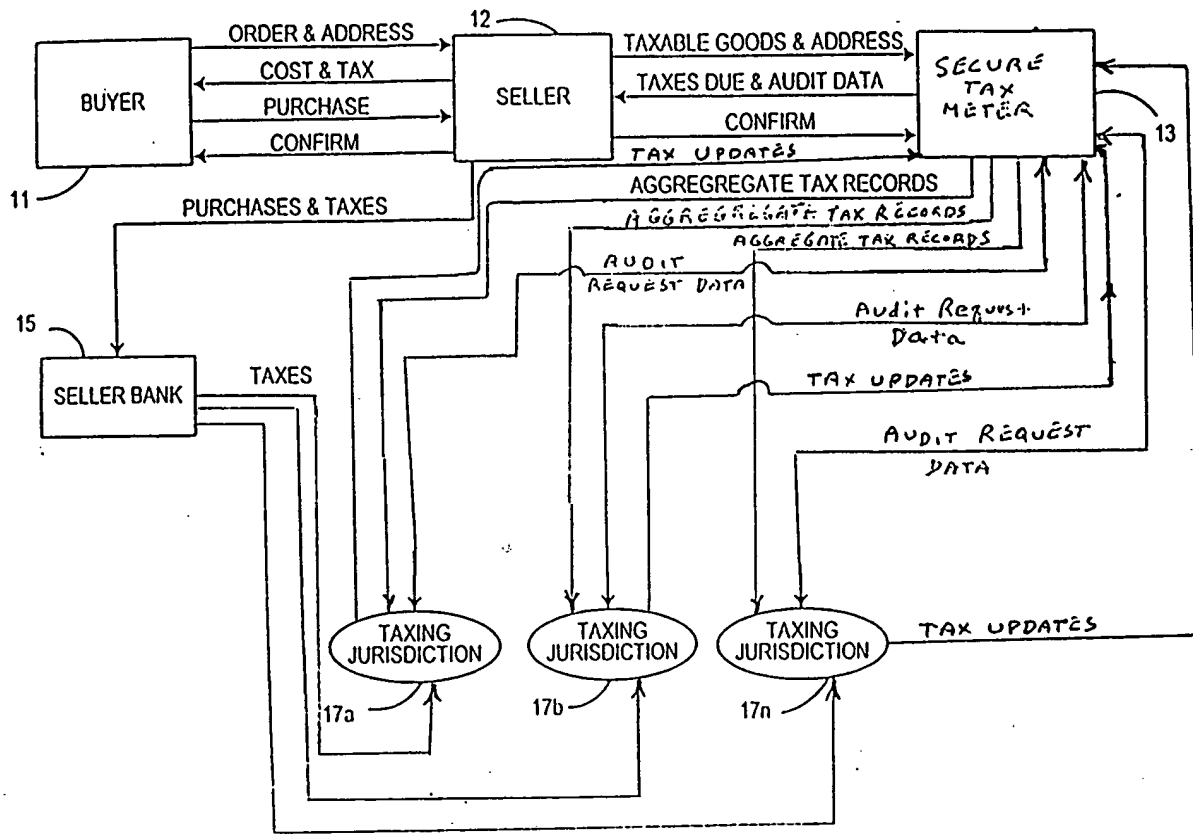 12
11
ORDER & ADDRESS
COST & TAX
PURCHASE
CONFIRM
BUYER
SELLER
TAXABLE GOODS & ADDRESS
TAXES DUE & AUDIT DATA
CONFIRM
TAX UPDATES
SECURE
TAX
METER
13
PURCHASES & TAXES
AGGREGREGATE TAX RECORDS
AGGREGREGATE TAX RECORDS
AGGREGATE TAX RECORDS
AUDIT
REQUEST DATA
15
SELLER BANK
TAXES
Audit Request
Data
TAX UPDATES
AUDIT REQUEST
DATA
TAXING
JURISDICTION
17a
TAXING
JURISDICTION
17b
TAXING
JURISDICTION
17n
TAX UPDATES